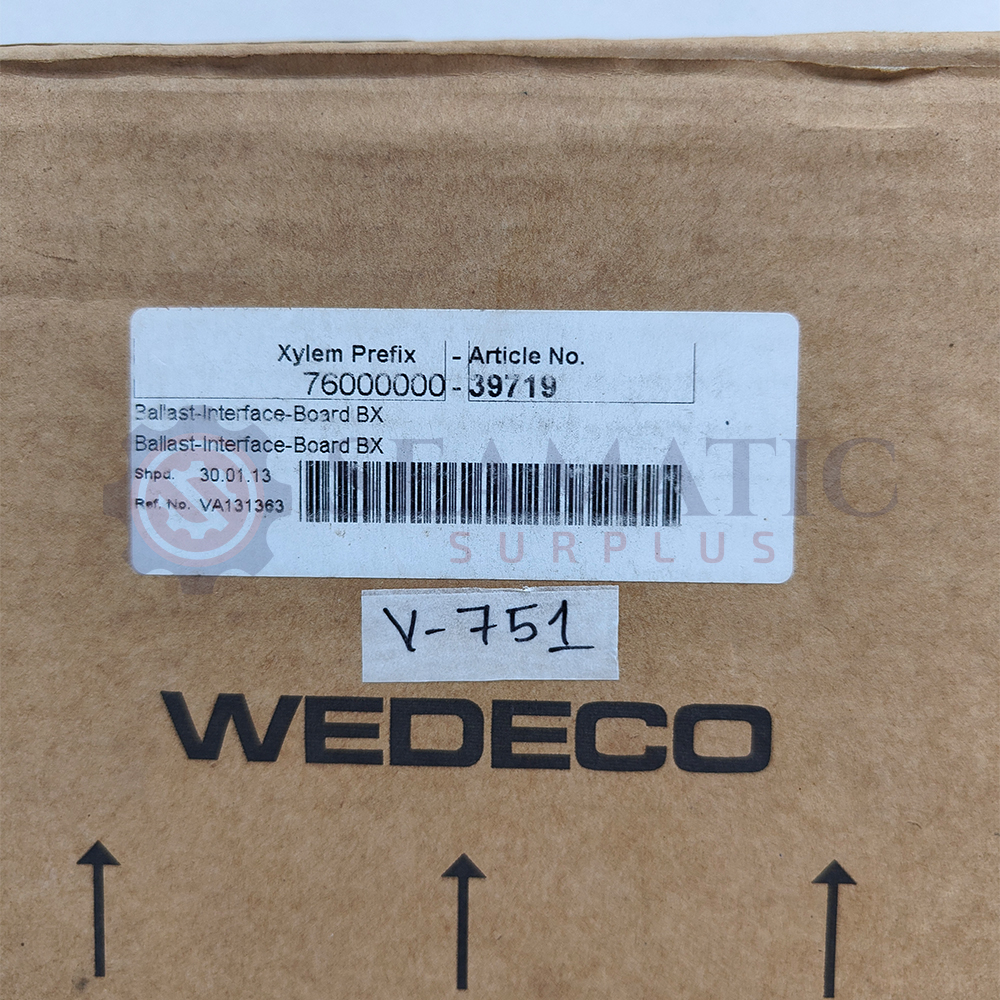 Xylem Prefix - Article No.
76000000 - 39719
Ballast-Interface-Board BX
Ballast-Interface-Board BX
Shpd. 30.01.13
Ref. No. VA131363
SEAMATIC
SURPLUS
V-751
WEDECO